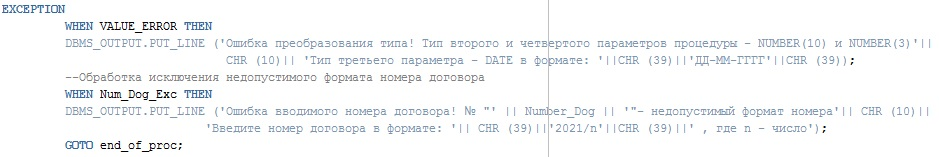 EXCEPTION
WHEN VALUE_ERROR THEN
DBMS_OUTPUT.PUT_LINE ('Ошибка преобразования типа! Тип второго и четвертого параметров процедуры - NUMBER(10) и NUMBER(3)'||
CHR (10)|| 'Тип третьего параметра - DATE в формате: '||CHR (39)||'ДД-ММ-ГГГГ'||CHR (39));
--Обработка исключения недопустимого формата номера договора
WHEN Num_Dog_Exc THEN
DBMS_OUTPUT.PUT_LINE ('Ошибка вводимого номера договора! № "' || Number_Dog || '"- недопустимый формат номера'|| CHR (10)||
'Введите номер договора в формате: '|| CHR (39)||'2021/n'||CHR (39)||' , где n - число');
GOTO end_of_proc;